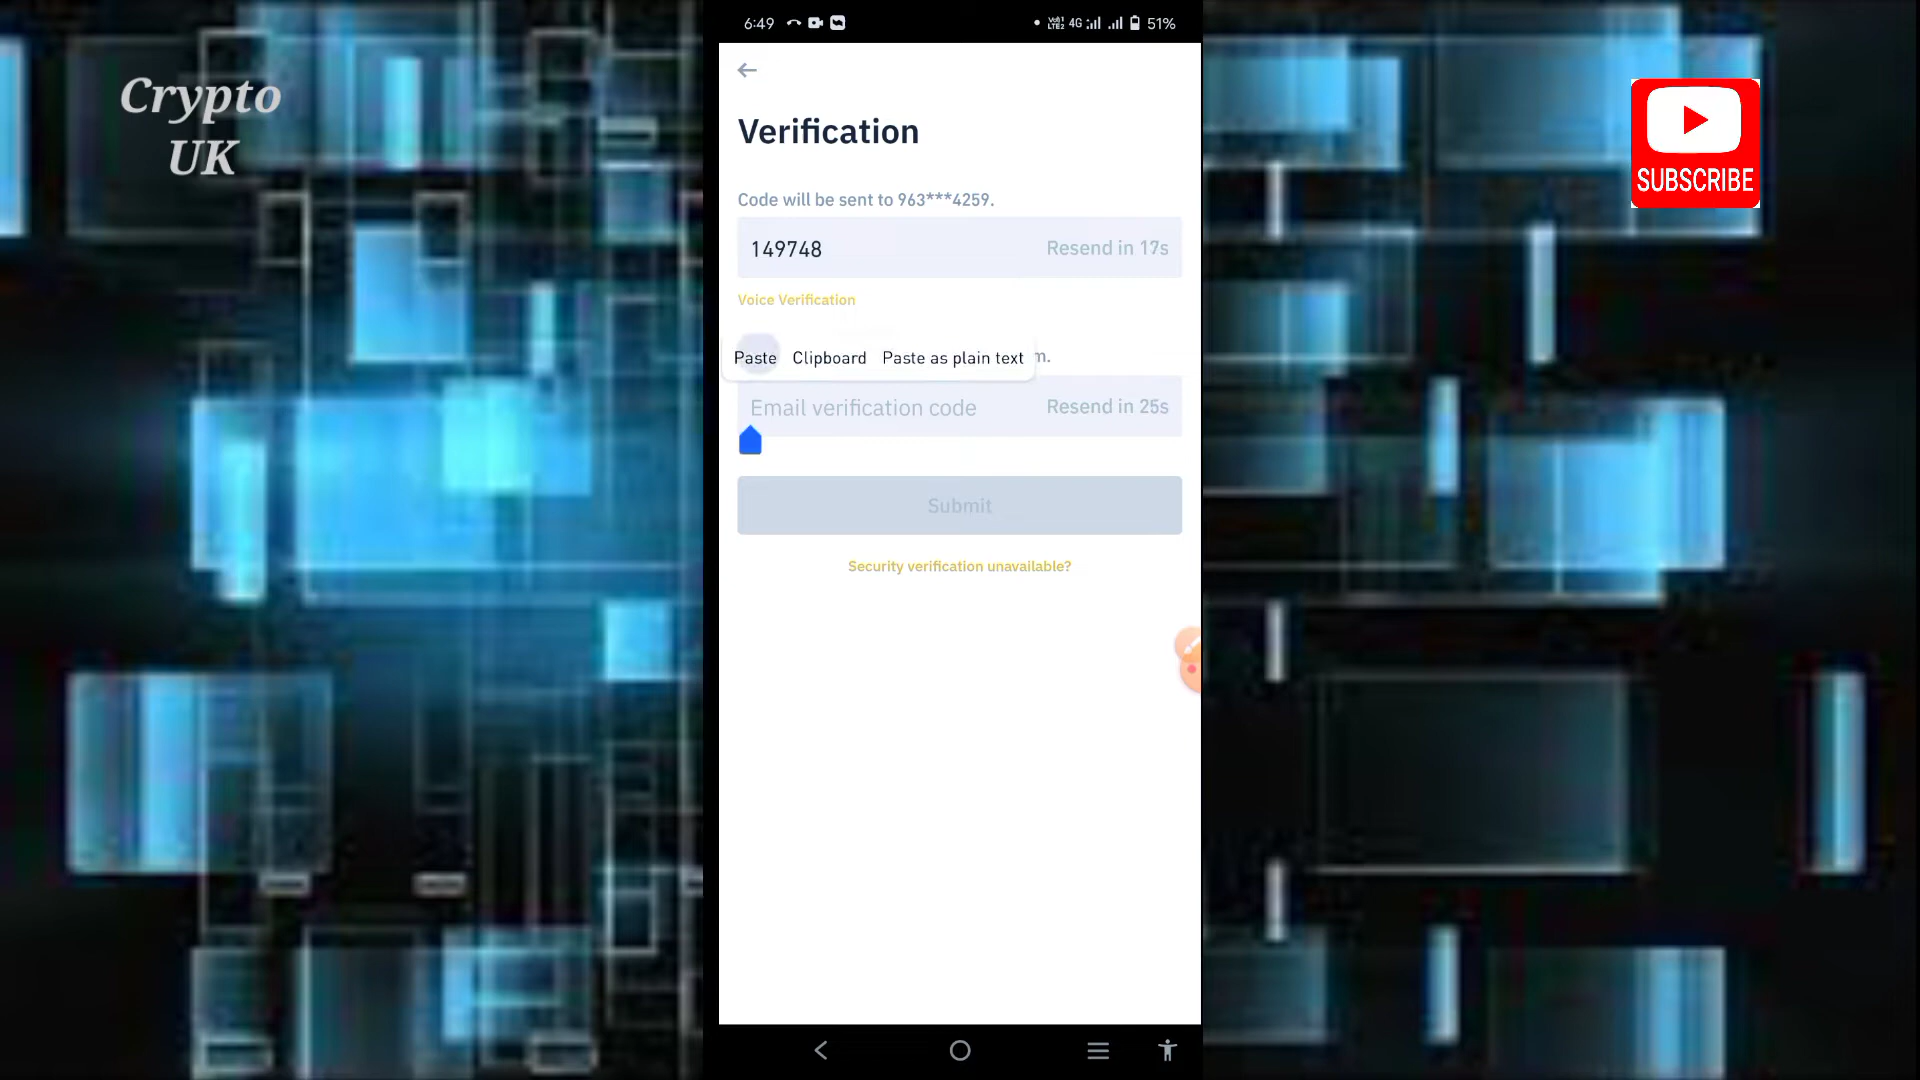 Crypto
UK
6:49
VoLTE2 4G 51%
Verification
Code will be sent to 963***4259.
149748 Resend in 17s
Voice Verification
Paste Clipboard Paste as plain text m.
Email verification code Resend in 25s
Submit
Security verification unavailable?
SUBSCRIBE